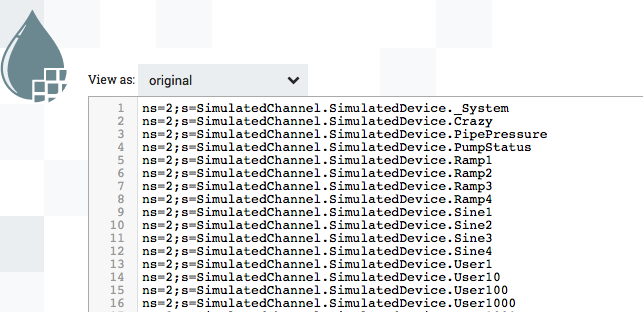 View as: original
1 ns=2;s=SimulatedChannel.SimulatedDevice._System
2 ns=2;s=SimulatedChannel.SimulatedDevice.Crazy
3 ns=2;s=SimulatedChannel.SimulatedDevice.PipePressure
4 ns=2;s=SimulatedChannel.SimulatedDevice.PumpStatus
5 ns=2;s=SimulatedChannel.SimulatedDevice.Ramp1
6 ns=2;s=SimulatedChannel.SimulatedDevice.Ramp2
7 ns=2;s=SimulatedChannel.SimulatedDevice.Ramp3
8 ns=2;s=SimulatedChannel.SimulatedDevice.Ramp4
9 ns=2;s=SimulatedChannel.SimulatedDevice.Sine1
10 ns=2;s=SimulatedChannel.SimulatedDevice.Sine2
11 ns=2;s=SimulatedChannel.SimulatedDevice.Sine3
12 ns=2;s=SimulatedChannel.SimulatedDevice.Sine4
13 ns=2;s=SimulatedChannel.SimulatedDevice.User1
14 ns=2;s=SimulatedChannel.SimulatedDevice.User10
15 ns=2;s=SimulatedChannel.SimulatedDevice.User100
16 ns=2;s=SimulatedChannel.SimulatedDevice.User1000